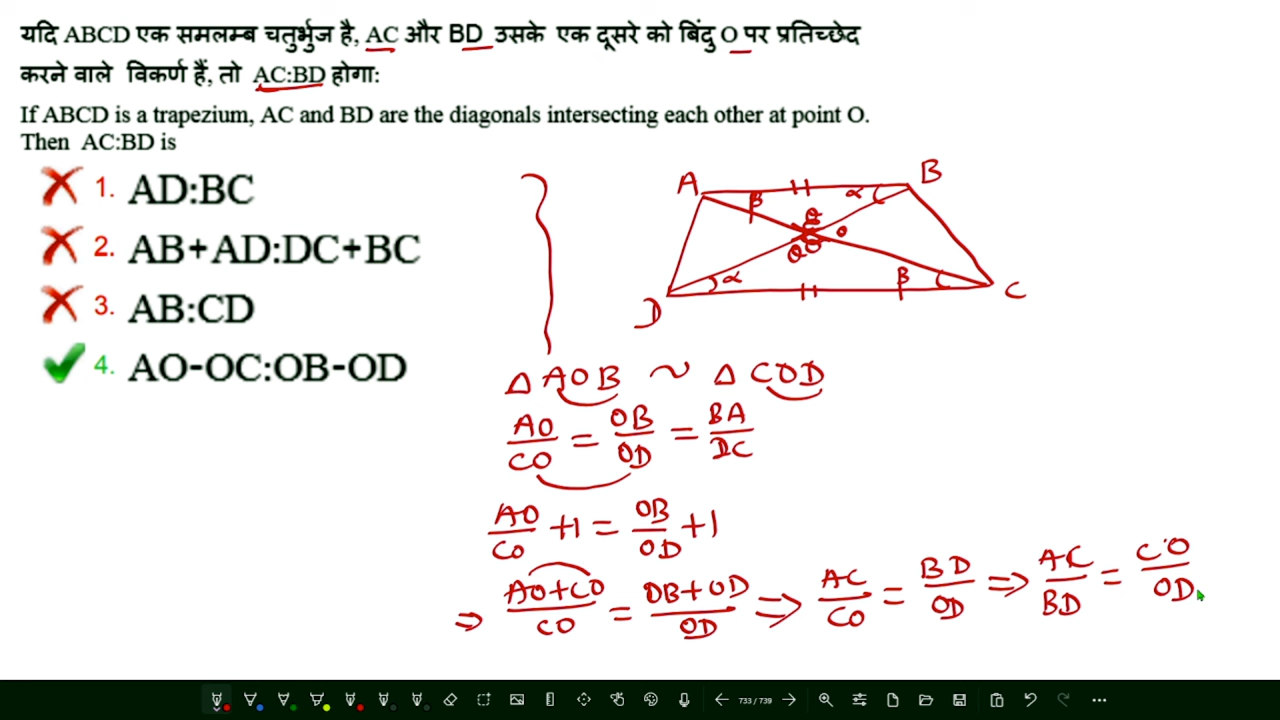 यदि ABCD एक समलम्ब चतुर्भुज है, AC और BD उसके एक दूसरे को बिंदु O पर प्रतिच्छेद
करने वाले विकर्ण हैं, तो AC:BD होगा:
If ABCD is a trapezium, AC and BD are the diagonals intersecting each other at point O.
Then AC:BD is
1. AD:BC
2. AB+AD:DC+BC
3. AB:CD
4. AO-OC:OB-OD
A B
β α
θ O
θ
α β
D C
△ AOB ~ △ COD
AO/CO = OB/OD = BA/DC
AO/CO + 1 = OB/OD + 1
⇒ AO+CO/CO = OB+OD/OD ⇒ AC/CO = BD/OD ⇒ AC/BD = CO/OD
733 / 739